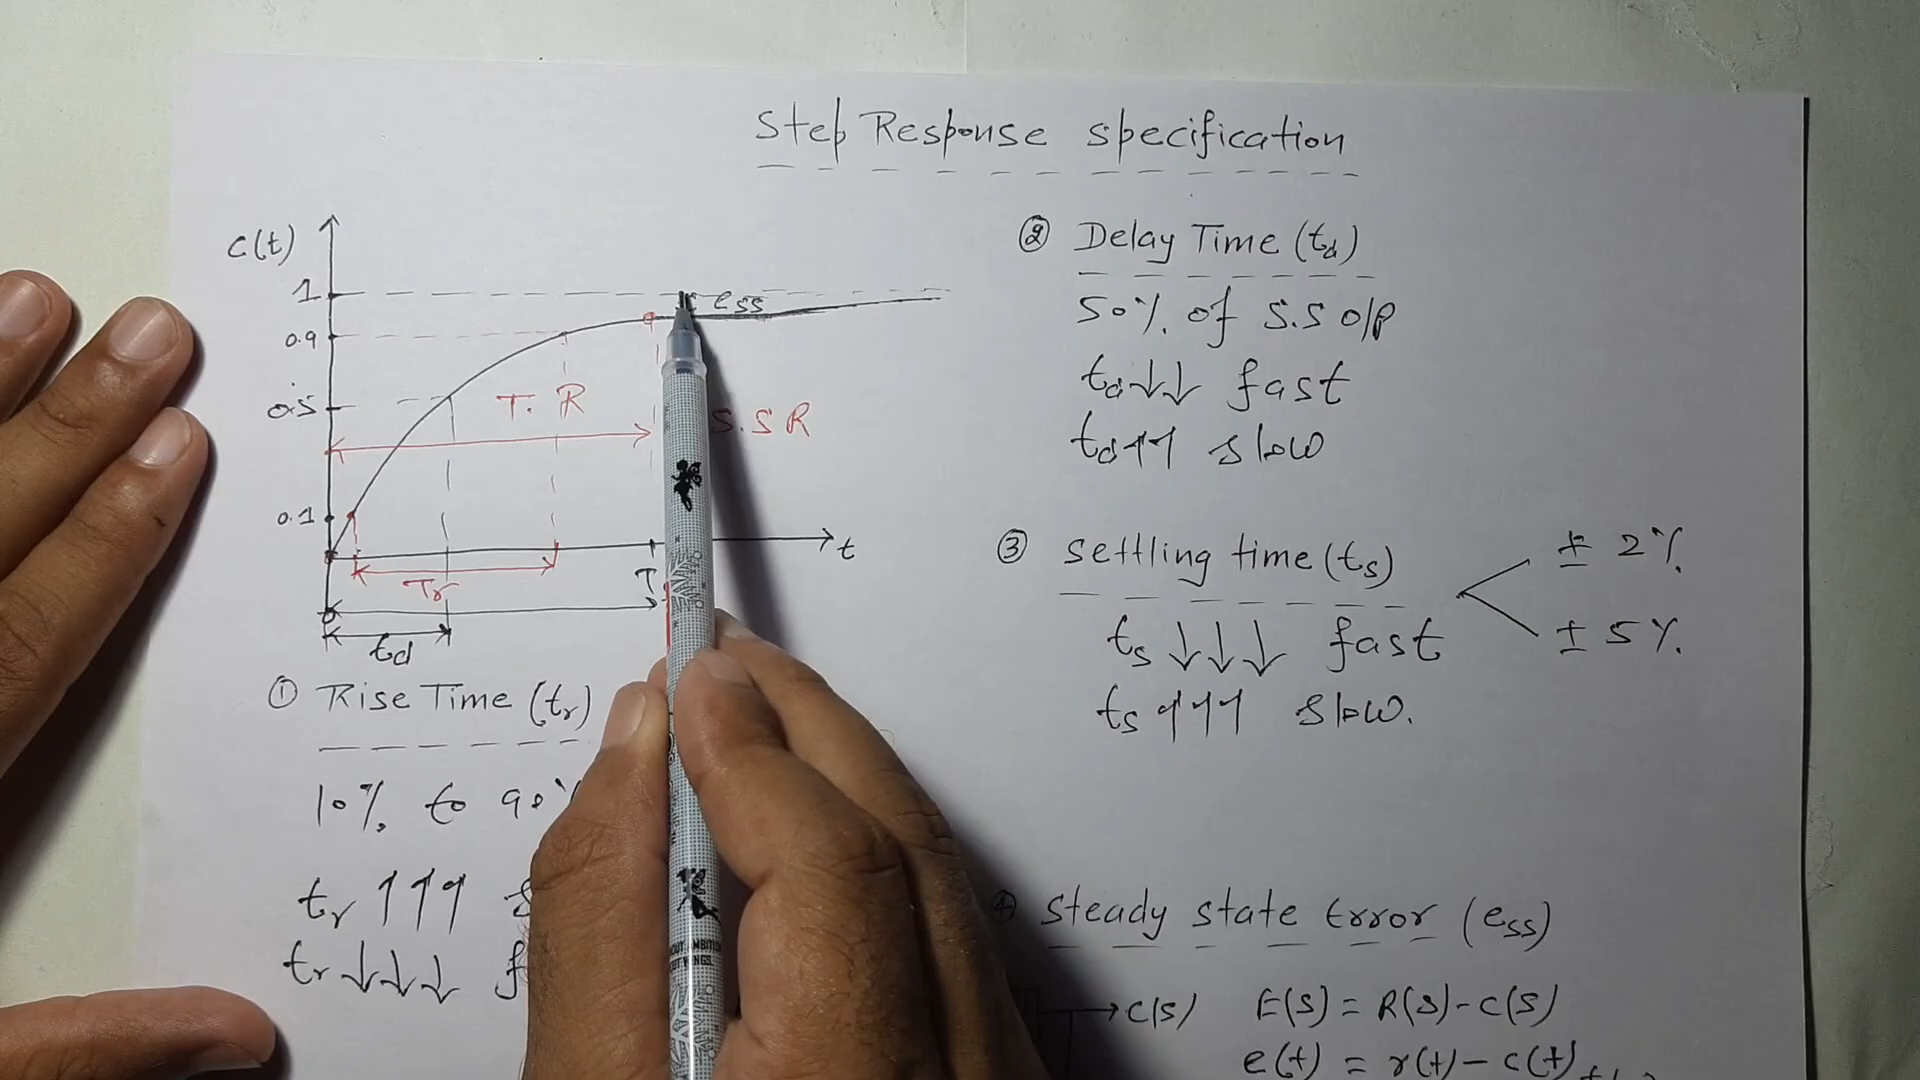 Step Response specification
c(t)
1
ess
0.9
0.5
T.R
S.S R
0.1
t
Tr
T
td
① Rise Time (tr)
10% to 90%
tr ↑↑↑
tr ↓↓↓ f
② Delay Time (td)
50% of S.S o/p
td↓↓ fast
td↑↑ slow
③ settling time (ts)
± 2%
± 5%
ts ↓↓↓ fast
ts ↑↑↑ slow.
④ steady state Error (ess)
C(S) E(S) = R(S) - C(S)
e(t) = r(t) - c(t)